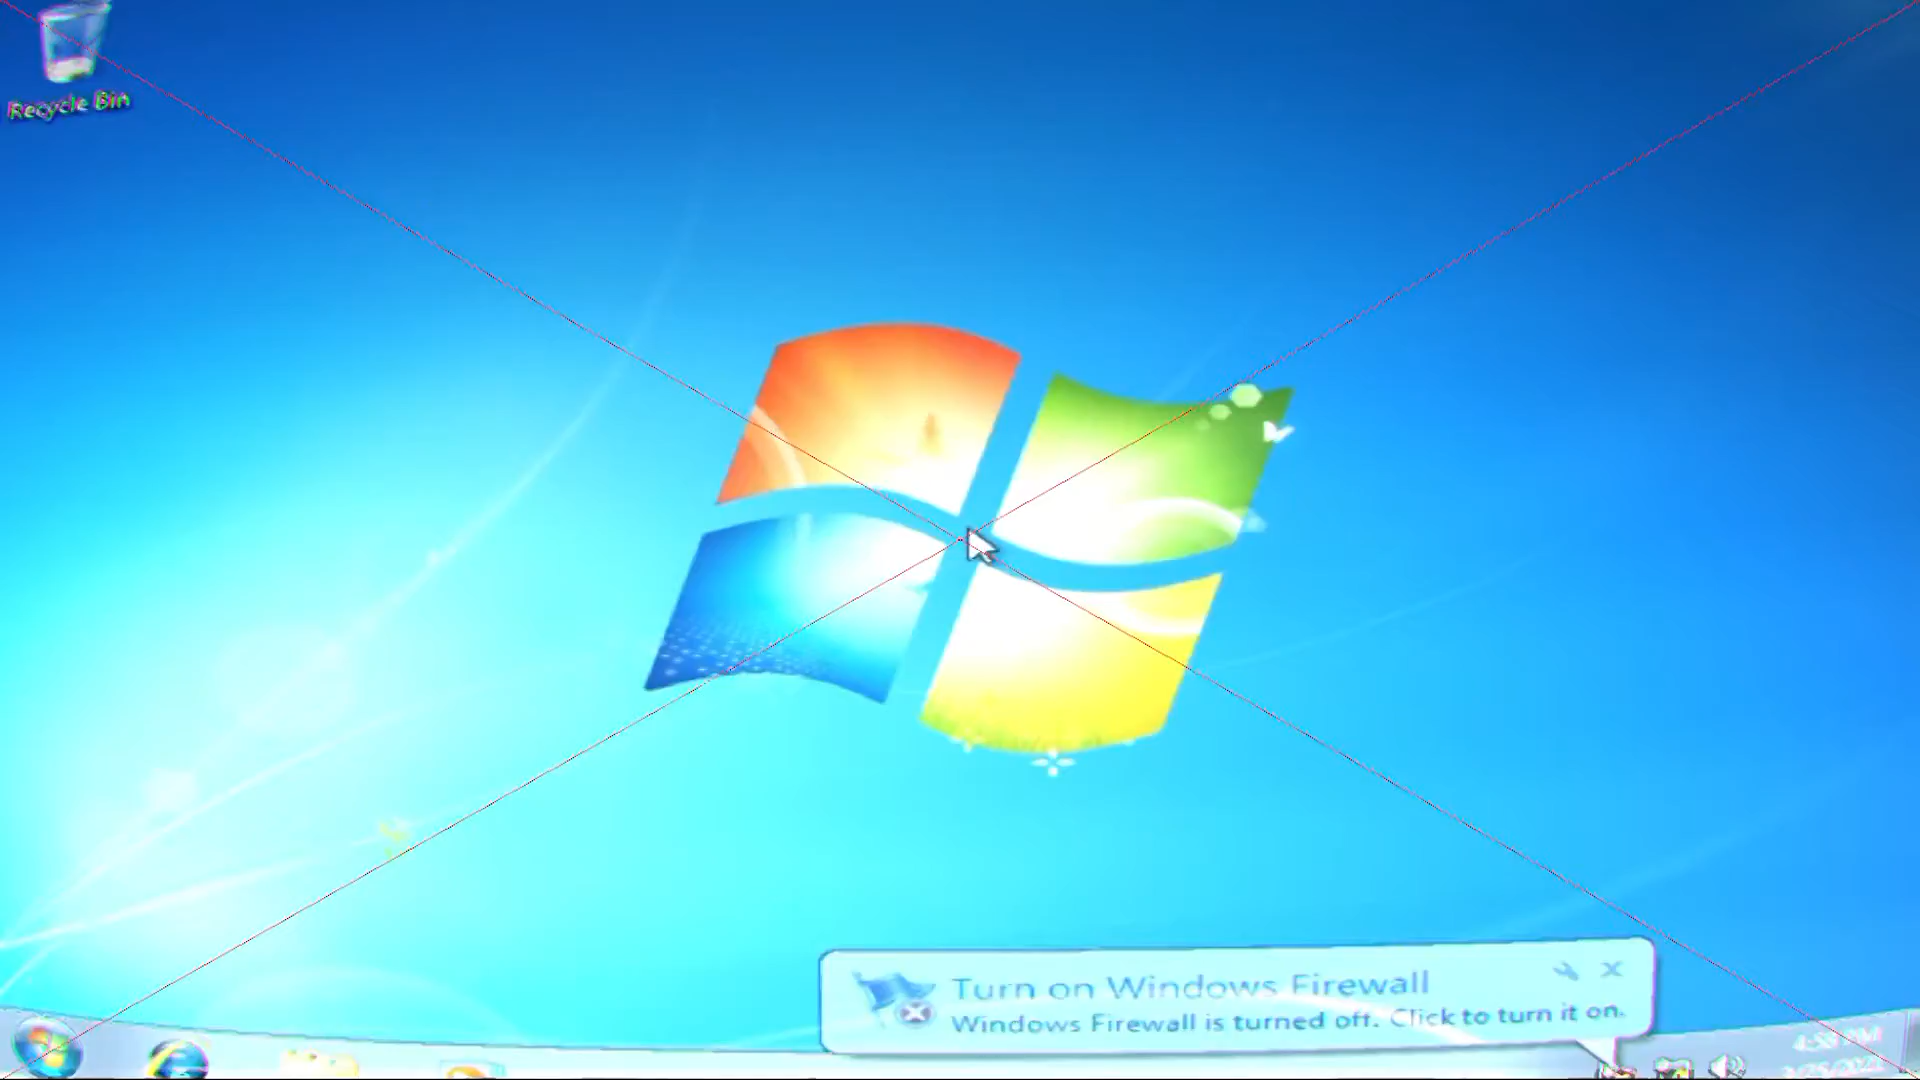 Recycle Bin
Turn on Windows Firewall
Windows Firewall is turned off. Click to turn it on.